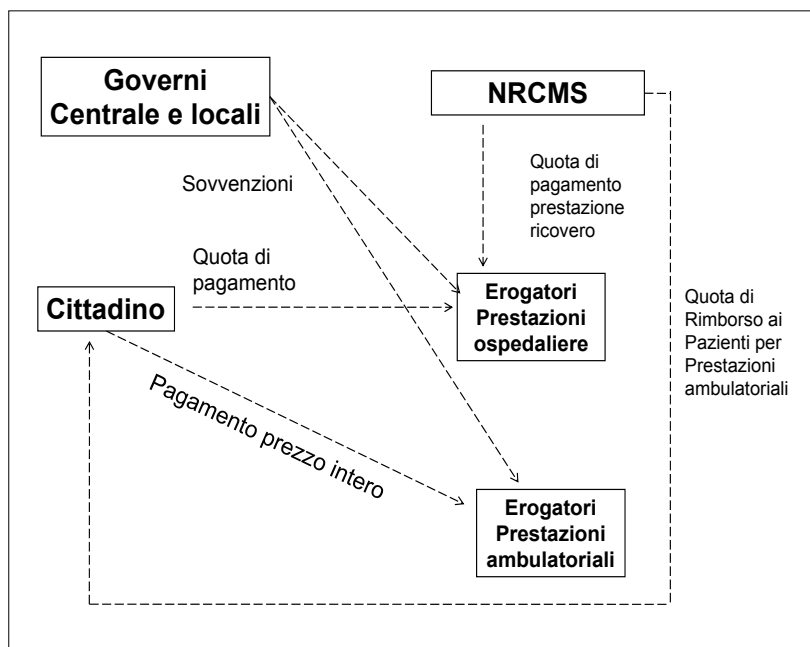 Governi
Centrale e locali
NRCMS
Sovvenzioni
Quota di
pagamento
prestazione
ricovero
Quota di
pagamento
Cittadino
Erogatori
Prestazioni
ospedaliere
Quota di
Rimborso ai
Pazienti per
Prestazioni
ambulatoriali
Pagamento prezzo intero
Erogatori
Prestazioni
ambulatoriali